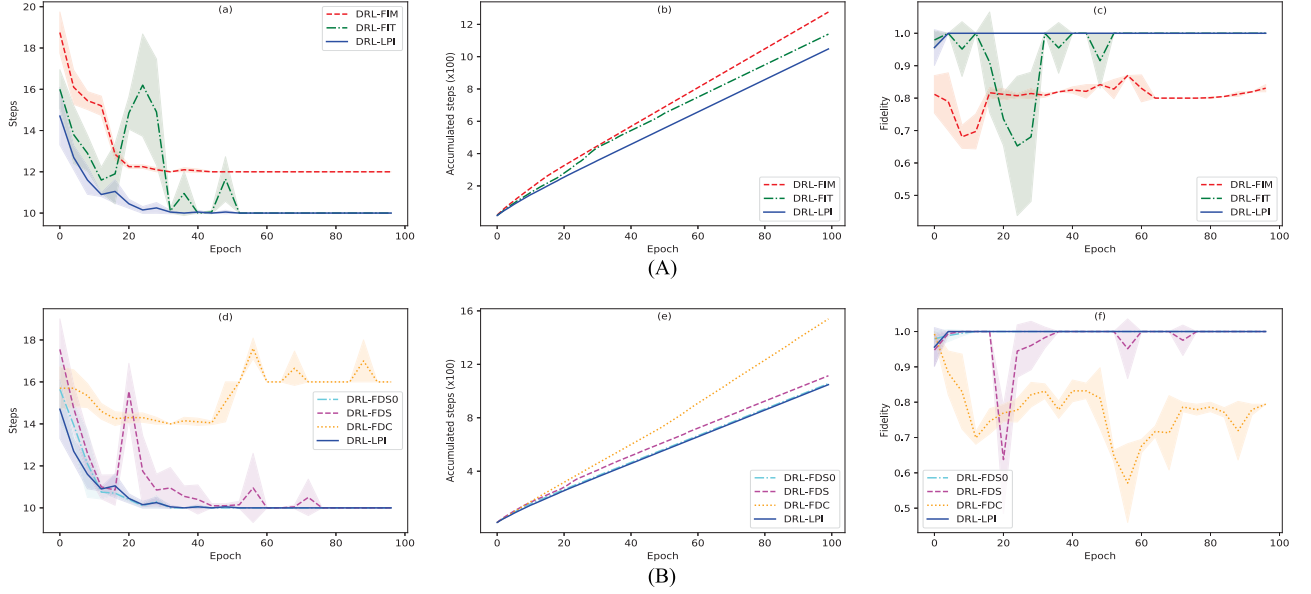 (a)
DRL-FIM
DRL-FIT
DRL-LPI
20
18
16
14
12
10
Steps
0 20 40 60 80 100
Epoch
(b)
12
10
8
6
4
2
Accumulated steps (x100)
DRL-FIM
DRL-FIT
DRL-LPI
0 20 40 60 80 100
Epoch
(c)
1.0
0.9
0.8
0.7
0.6
0.5
Fidelity
DRL-FIM
DRL-FIT
DRL-LPI
0 20 40 60 80 100
Epoch
(A)
(d)
18
16
14
12
10
Steps
DRL-FDS0
DRL-FDS
DRL-FDC
DRL-LPI
0 20 40 60 80 100
Epoch
(e)
16
12
8
4
Accumulated steps (x100)
DRL-FDS0
DRL-FDS
DRL-FDC
DRL-LPI
0 20 40 60 80 100
Epoch
(f)
1.0
0.9
0.8
0.7
0.6
0.5
Fidelity
DRL-FDS0
DRL-FDS
DRL-FDC
DRL-LPI
0 20 40 60 80 100
Epoch
(B)